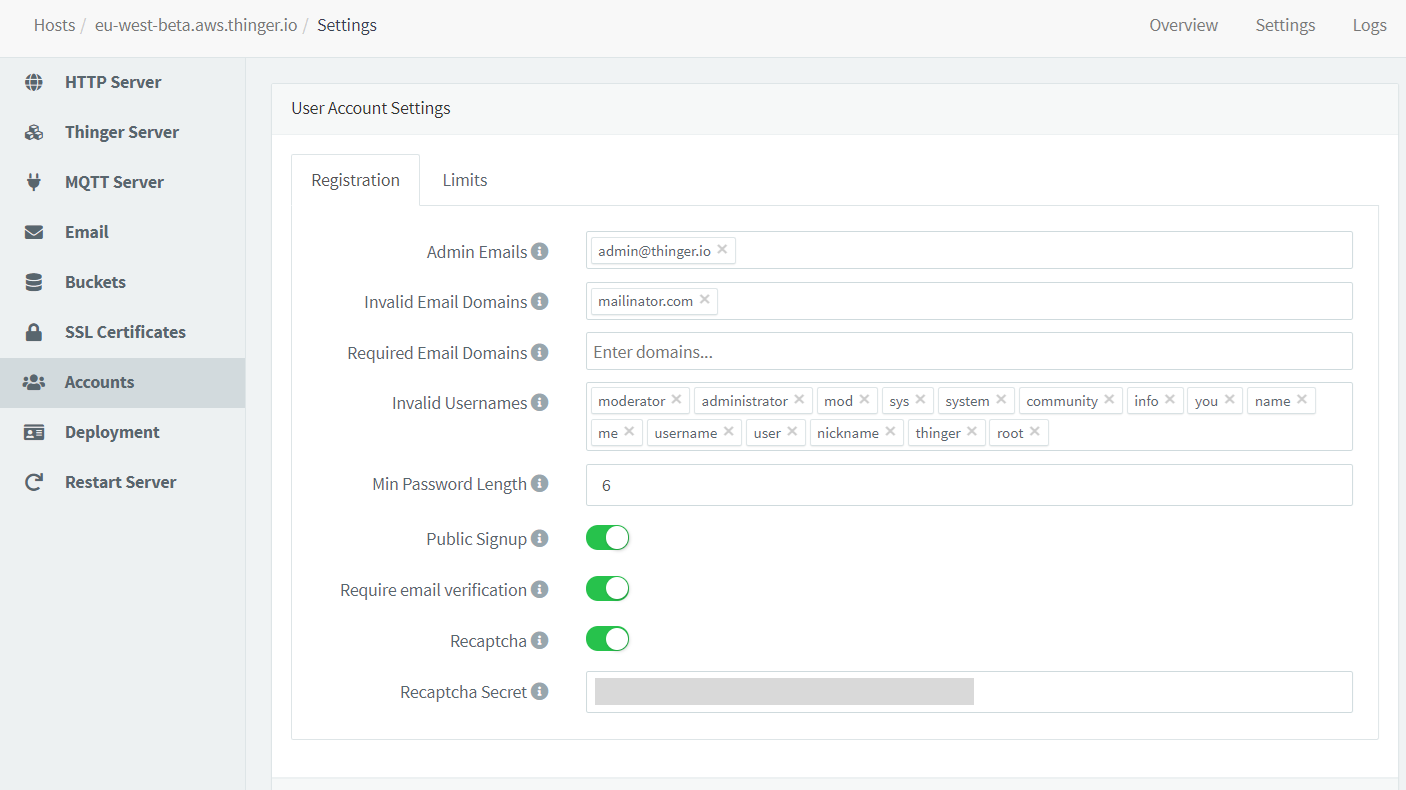 Hosts / eu-west-beta.aws.thinger.io / Settings
Overview Settings Logs
HTTP Server
Thinger Server
MQTT Server
Email
Buckets
SSL Certificates
Accounts
Deployment
Restart Server
User Account Settings
Registration Limits
Admin Emails admin@thinger.io
Invalid Email Domains mailinator.com
Required Email Domains Enter domains...
Invalid Usernames moderator administrator mod sys system community info you name
me username user nickname thinger root
Min Password Length 6
Public Signup
Require email verification
Recaptcha
Recaptcha Secret